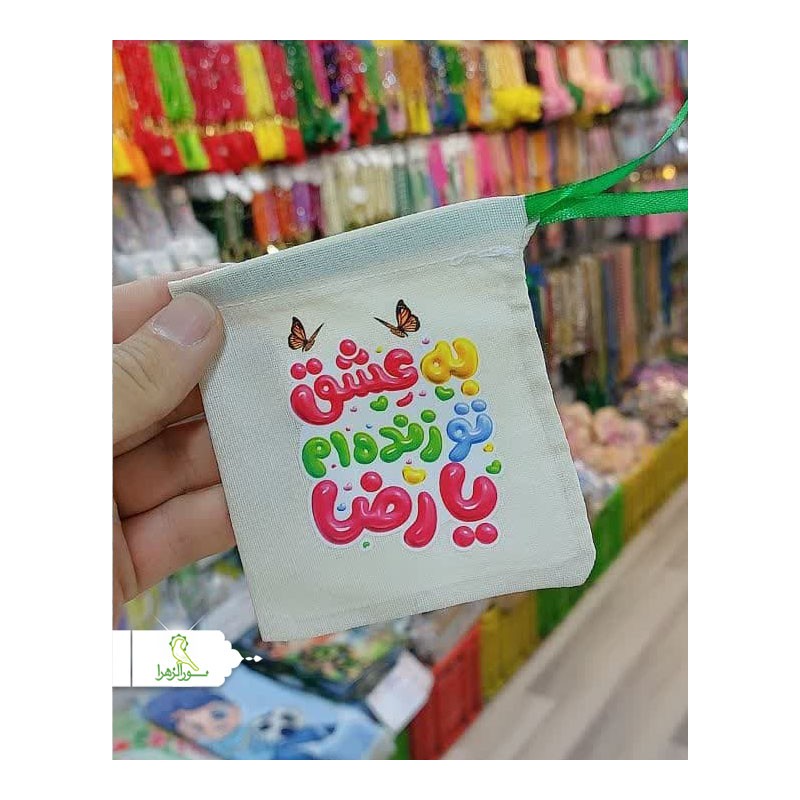 به عشق
تو زنده ام
یا رضا
نورالزهرا